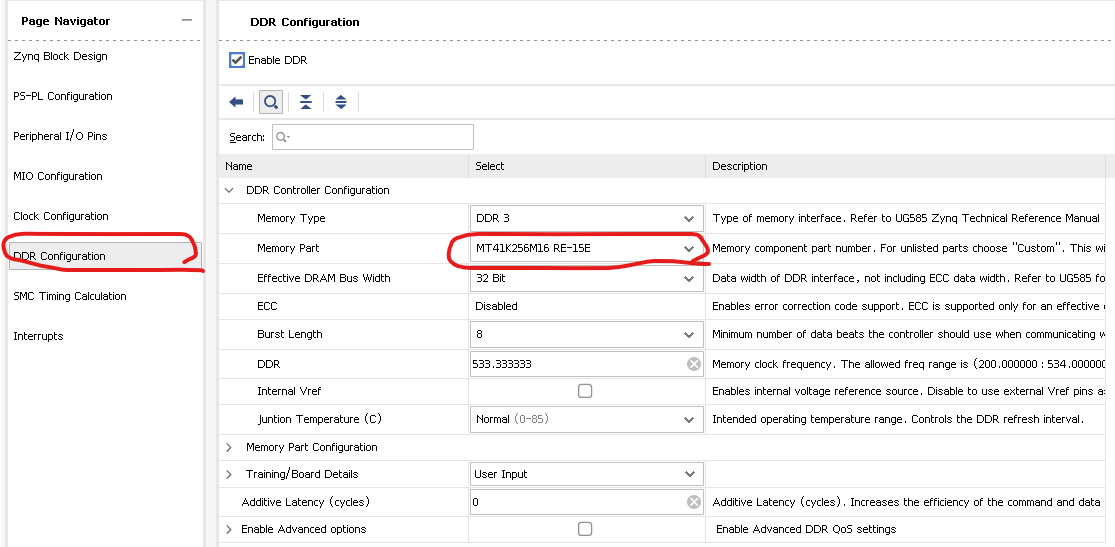 Page Navigator
Zynq Block Design
PS-PL Configuration
Peripheral I/O Pins
MIO Configuration
Clock Configuration
DDR Configuration
SMC Timing Calculation
Interrupts
DDR Configuration
Enable DDR
Search:
Name Select Description
DDR Controller Configuration
Memory Type DDR 3 Type of memory interface. Refer to UG585 Zynq Technical Reference Manual
Memory Part MT41K256M16 RE-15E Memory component part number. For unlisted parts choose "Custom". This wi
Effective DRAM Bus Width 32 Bit Data width of DDR interface, not including ECC data width. Refer to UG585 fo
ECC Disabled Enables error correction code support. ECC is supported only for an effective
Burst Length 8 Minimum number of data beats the controller should use when communicating w
DDR 533.333333 Memory clock frequency. The allowed freq range is (200.000000 : 534.000000
Internal Vref Enables internal voltage reference source. Disable to use external Vref pins a
Juntion Temperature (C) Normal (0-85) Intended operating temperature range. Controls the DDR refresh interval.
Memory Part Configuration
Training/Board Details User Input
Additive Latency (cycles) 0 Additive Latency (cycles). Increases the efficiency of the command and data
Enable Advanced options Enable Advanced DDR QoS settings